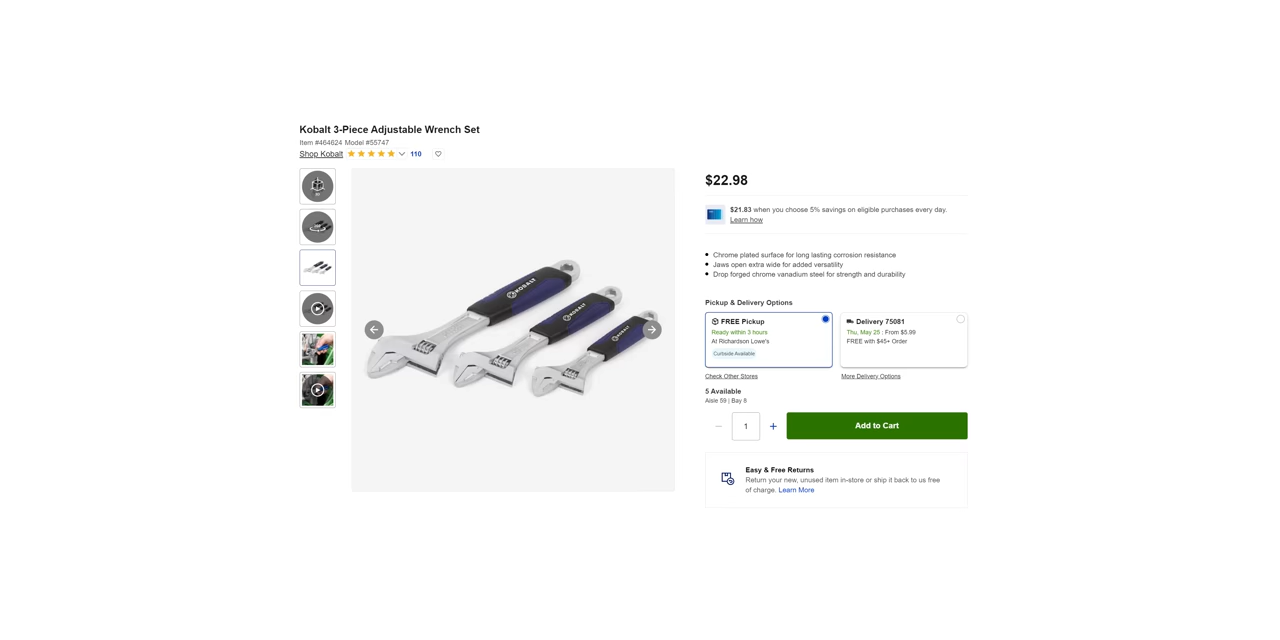 Kobalt 3-Piece Adjustable Wrench Set
Item #464624 Model #55747
Shop Kobalt 110
$22.98
$21.83 when you choose 5% savings on eligible purchases every day.
Learn how
Chrome plated surface for long lasting corrosion resistance
Jaws open extra wide for added versatility
Drop forged chrome vanadium steel for strength and durability
Pickup & Delivery Options
FREE Pickup
Ready within 3 hours
At Richardson Lowe's
Curbside Available
Delivery 75081
Thu, May 25 | From $5.99
FREE with $45+ Order
Check Other Stores
More Delivery Options
5 Available
Aisle 59 | Bay 8
1
Add to Cart
Easy & Free Returns
Return your new, unused item in-store or ship it back to us free
of charge. Learn More
KOBALT
KOBALT
KOBALT